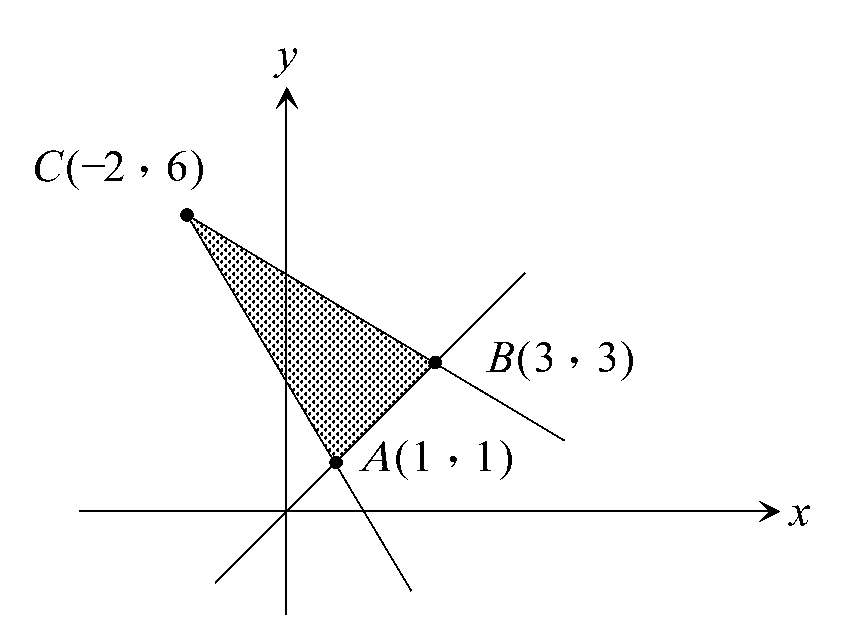 y
C(−2，6)
B(3，3)
A(1，1)
x